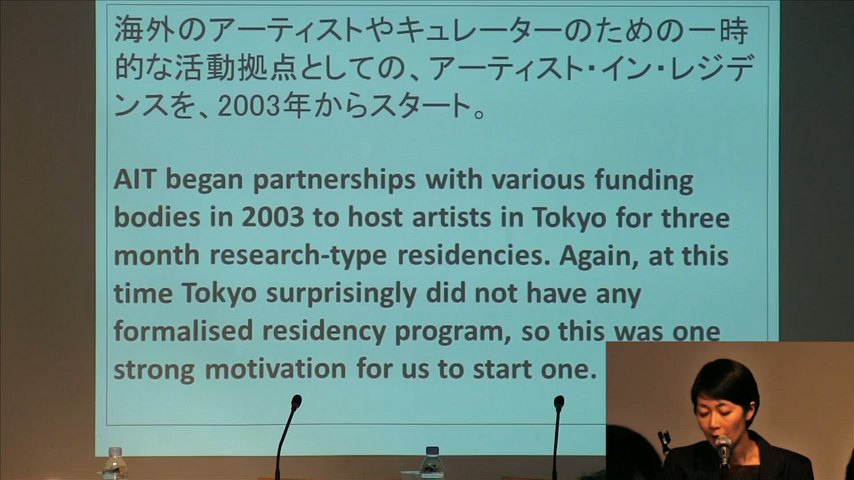 海外のアーティストやキュレーターのための一時
的な活動拠点としての、アーティスト・イン・レジデ
ンスを、2003年からスタート。
AIT began partnerships with various funding
bodies in 2003 to host artists in Tokyo for three
month research-type residencies. Again, at this
time Tokyo surprisingly did not have any
formalised residency program, so this was one
strong motivation for us to start one.